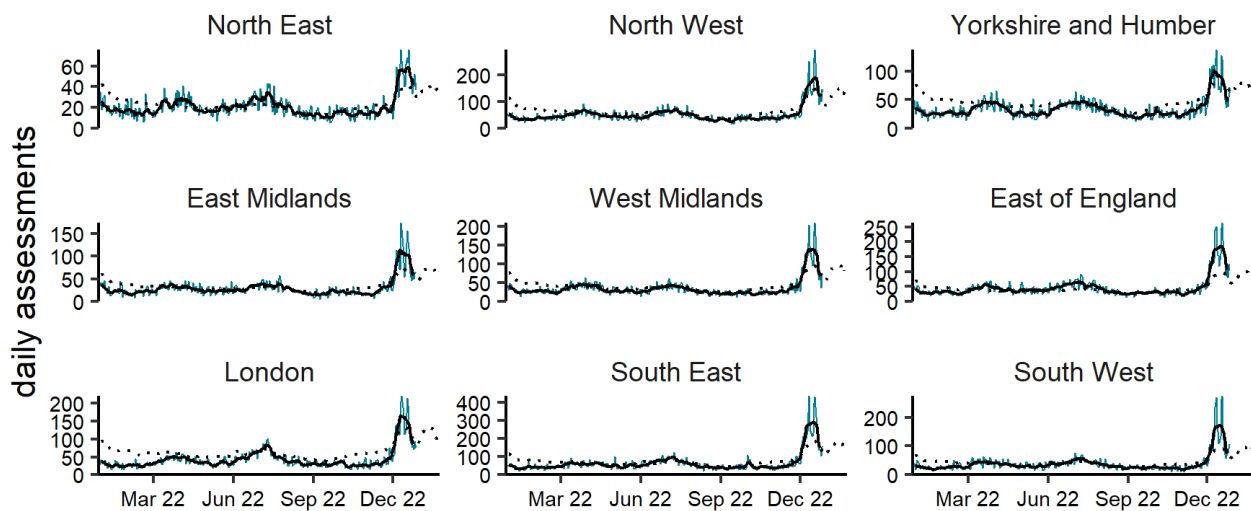 North East
North West
Yorkshire and Humber
60
40
20
0
200
100
0
100
50
0
East Midlands
West Midlands
East of England
150
100
50
0
200
150
100
50
0
250
200
150
100
50
0
London
South East
South West
200
150
100
50
0
400
300
200
100
0
200
100
0
Mar 22 Jun 22 Sep 22 Dec 22
Mar 22 Jun 22 Sep 22 Dec 22
Mar 22 Jun 22 Sep 22 Dec 22
daily assessments